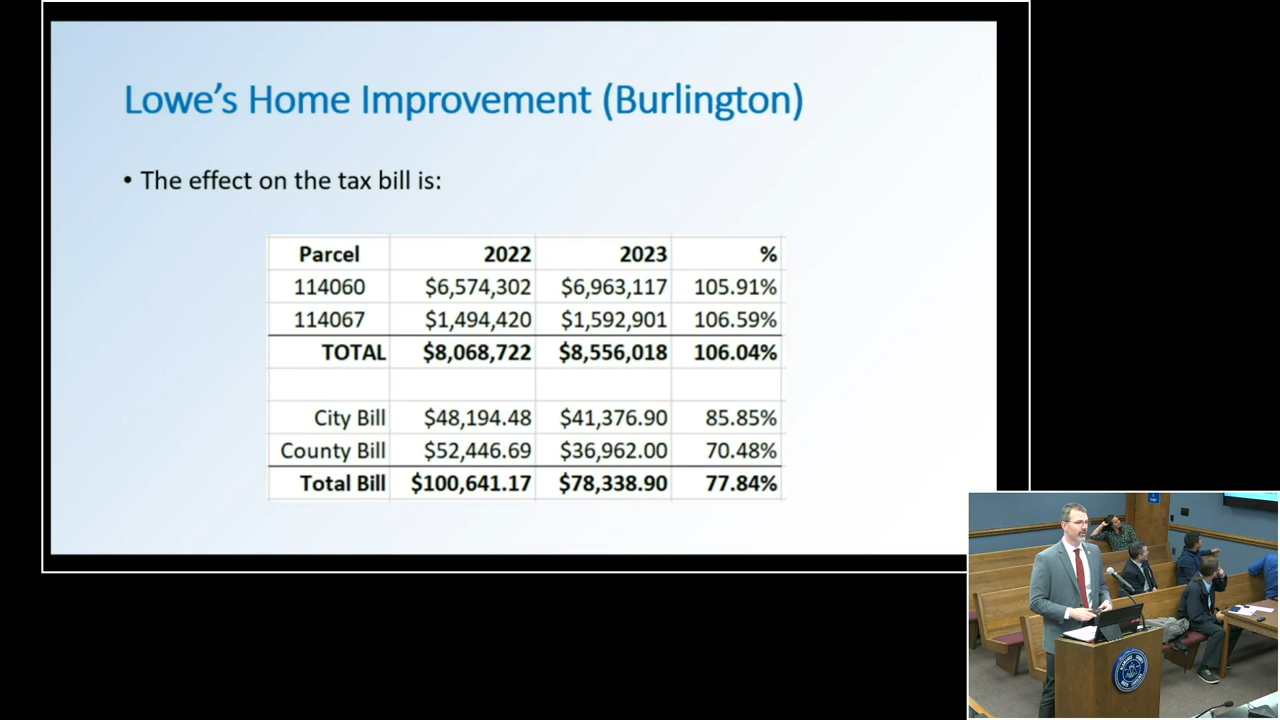 Lowe's Home Improvement (Burlington)
• The effect on the tax bill is:
Parcel 2022 2023 %
114060 $6,574,302 $6,963,117 105.91%
114067 $1,494,420 $1,592,901 106.59%
TOTAL $8,068,722 $8,556,018 106.04%
City Bill $48,194.48 $41,376.90 85.85%
County Bill $52,446.69 $36,962.00 70.48%
Total Bill $100,641.17 $78,338.90 77.84%